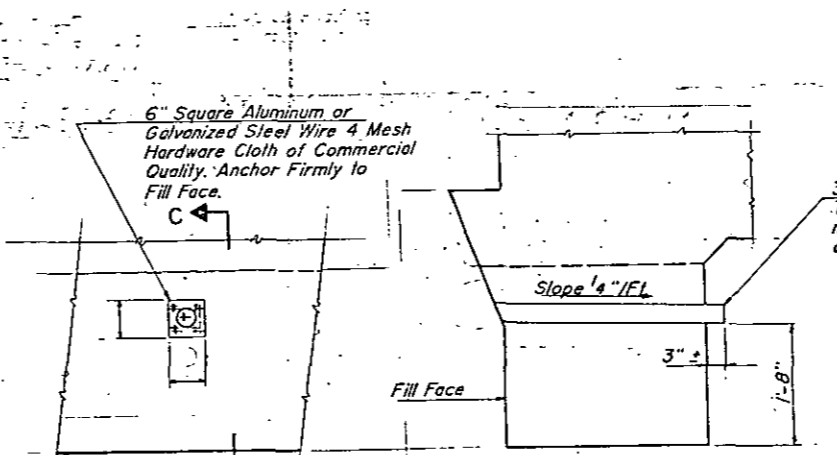 6" Square Aluminum or
Galvanized Steel Wire 4 Mesh
Hardware Cloth of Commercial
Quality. Anchor Firmly to
Fill Face.
C
Slope 1/4"/Ft.
3" ±
1'-8"
Fill Face